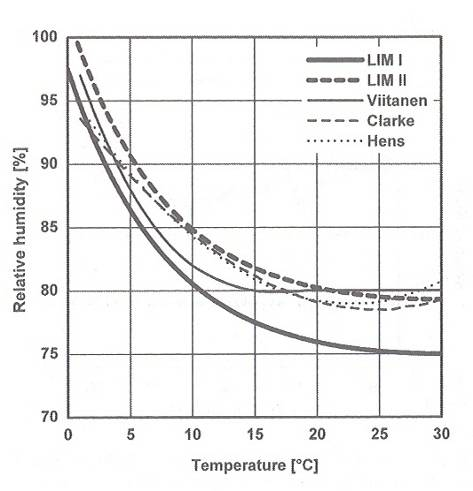 100
95
90
85
80
75
70
Relative humidity [%]
LIM I
LIM II
Viitanen
Clarke
Hens
0 5 10 15 20 25 30
Temperature [°C]